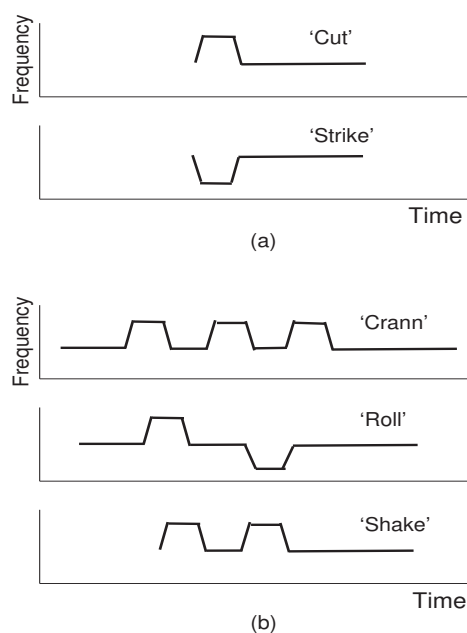 Frequency
'Cut'
'Strike'
Time
(a)
Frequency
'Crann'
'Roll'
'Shake'
Time
(b)